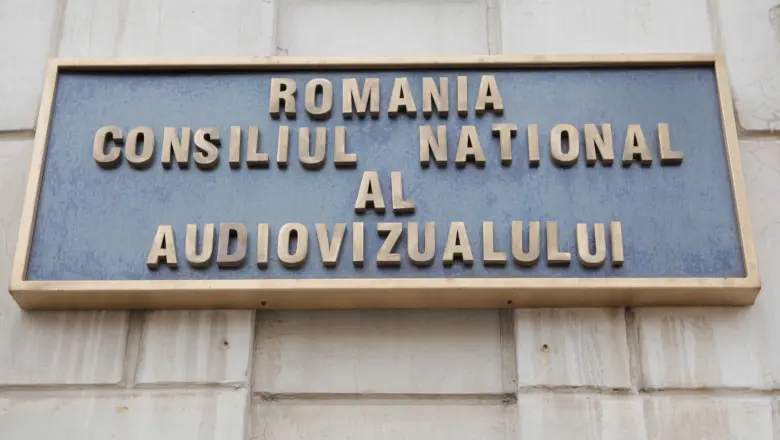 ROMANIA
CONSILIUL NATIONAL
AL
AUDIOVIZUALULUI